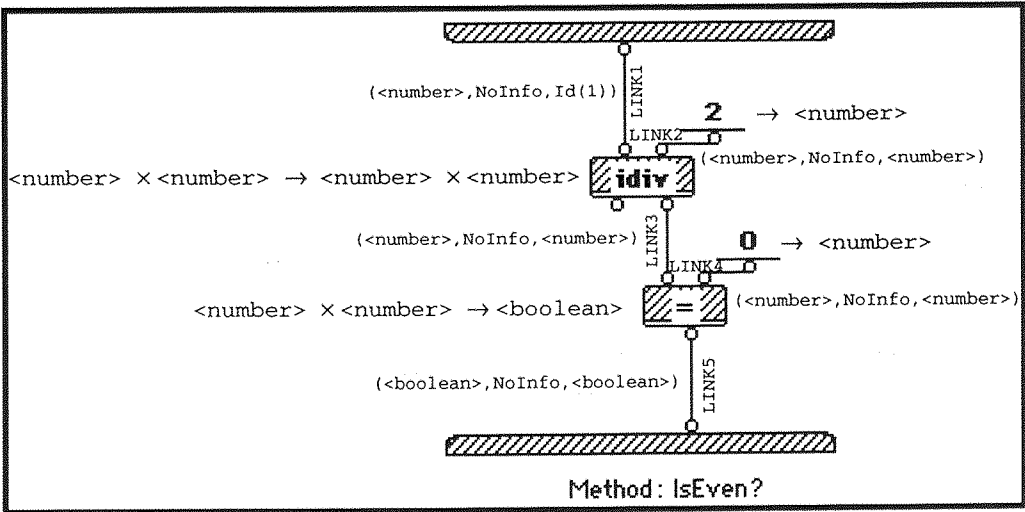 (<number>,NoInfo,Id(1))
LINK1
2 → <number>
LINK2
(<number>,NoInfo,<number>)
<number> × <number> → <number> × <number>
idiv
(<number>,NoInfo,<number>)
LINK3
0 → <number>
LINK4
(<number>,NoInfo,<number>)
<number> × <number> → <boolean>
=
(<boolean>,NoInfo,<boolean>)
LINK5
Method: IsEven?